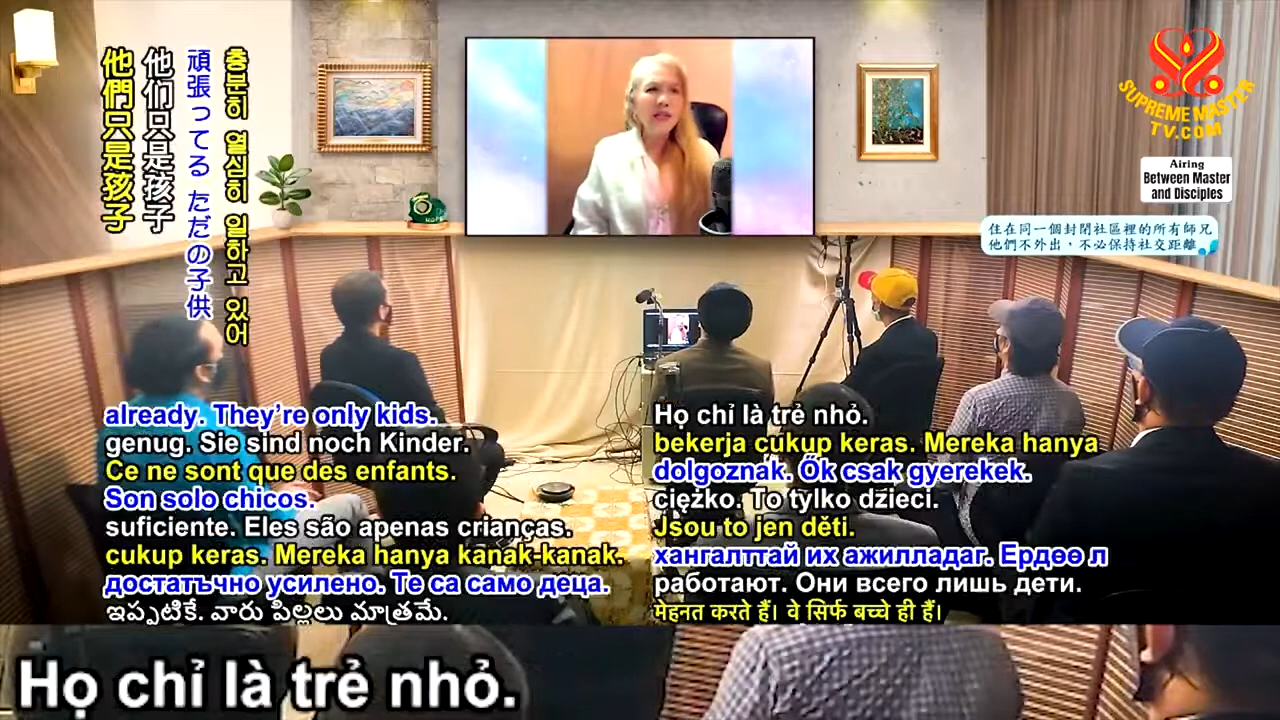 충분히 열심히 일하고 있어
頑張ってる ただの子供
他们只是孩子
他們只是孩子
SUPREME MASTER
TV.COM
Airing
Between Master
and Disciples
住在同一個封閉社區裡的所有師兄
他們不外出，不必保持社交距離
already. They're only kids.
genug. Sie sind noch Kinder.
Ce ne sont que des enfants.
Son solo chicos.
suficiente. Eles são apenas crianças.
cukup keras. Mereka hanya kanak-kanak.
достатъчно усилено. Те са само деца.
ఇప్పటికే. వారు పిల్లలు మాత్రమే.
Họ chỉ là trẻ nhỏ.
bekerja cukup keras. Mereka hanya
dolgoznak. Ők csak gyerekek.
ciężko. To tylko dzieci.
Jsou to jen děti.
хангалттай их ажилладаг. Ердөө л
работают. Они всего лишь дети.
मेहनत करते हैं। वे सिर्फ बच्चे ही हैं।
Họ chỉ là trẻ nhỏ.